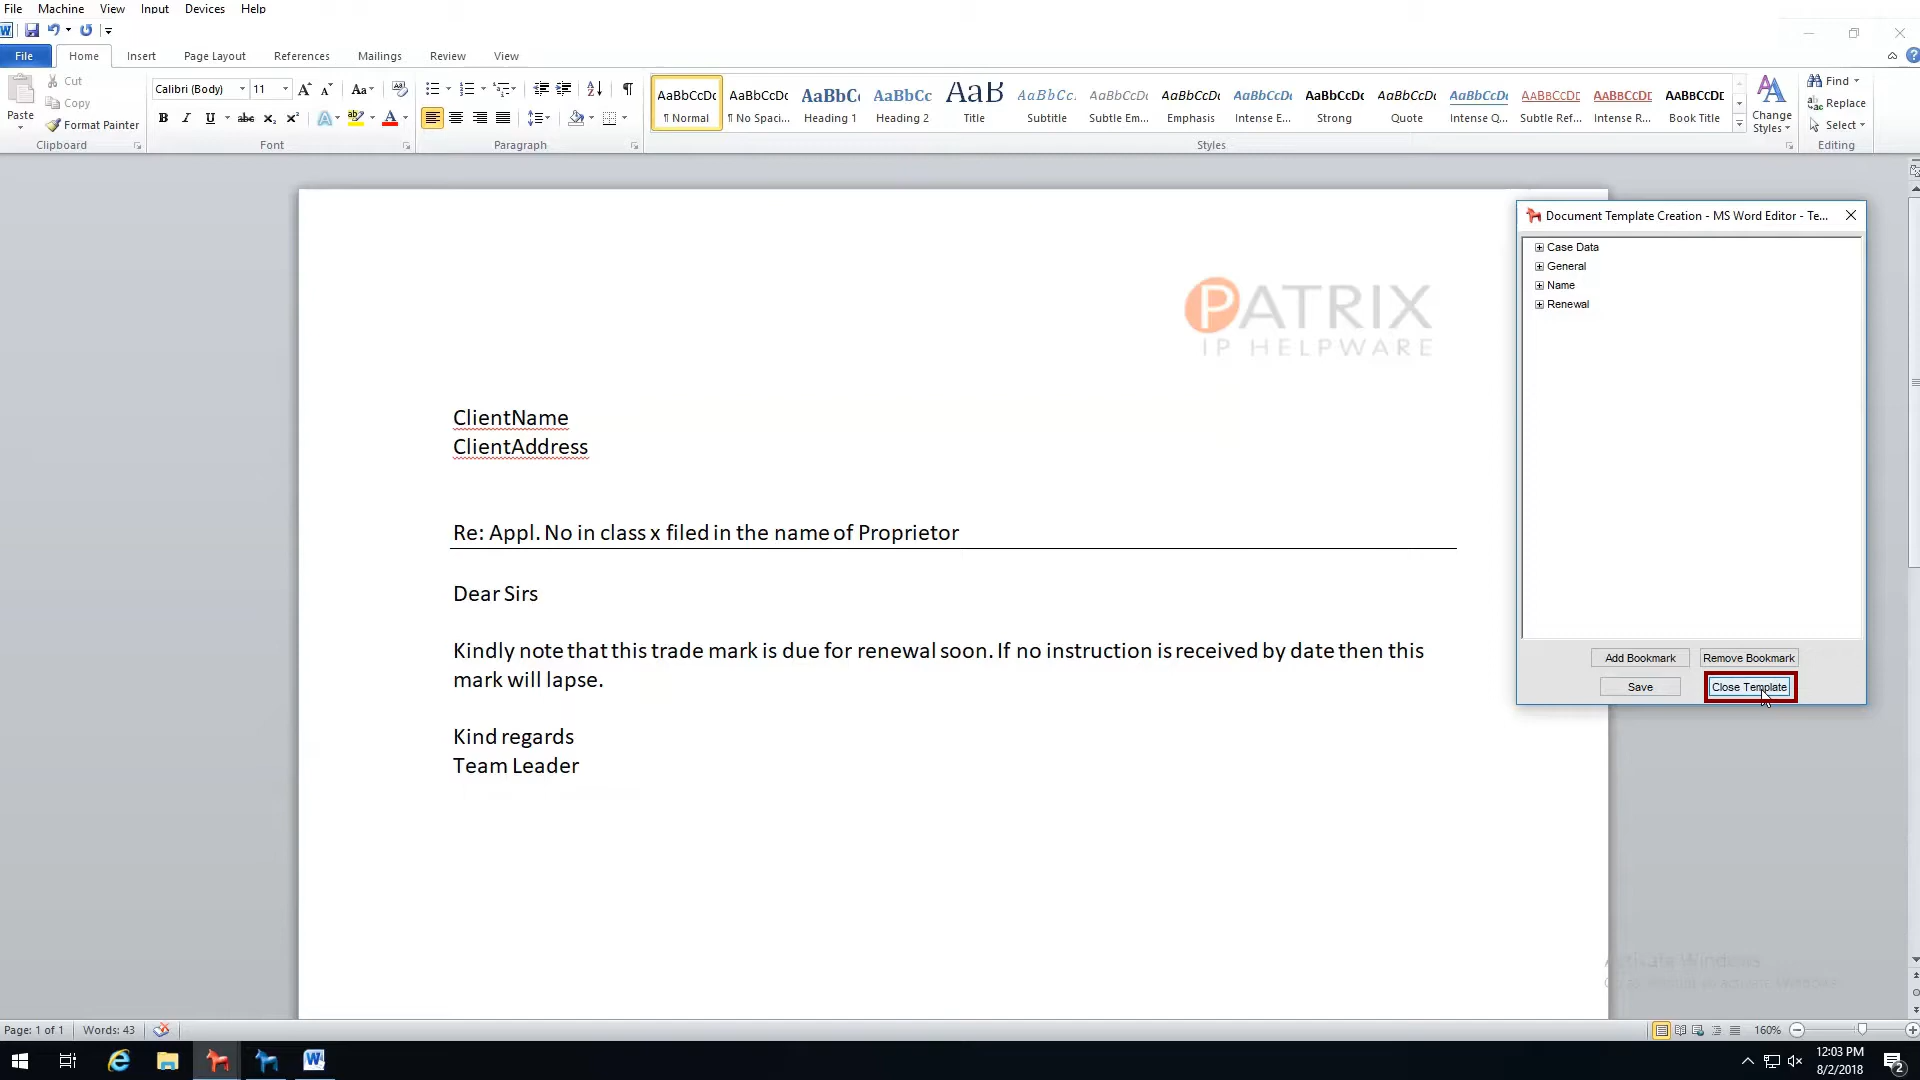 File Machine View Input Devices Help
File Home Insert Page Layout References Mailings Review View
Cut
Copy
Format Painter
Paste
Clipboard
Calibri (Body) 11
Font
Paragraph
AaBbCcDc AaBbCcDc AaBbCc AaBbCc AaB AaBbCc. AaBbCcDc AaBbCcDc AaBbCcDc AaBbCcDc AaBbCcDc AaBbCcDc AaBbCcDc AaBbCcDc AaBbCcDc
¶ Normal ¶ No Spaci... Heading 1 Heading 2 Title Subtitle Subtle Em... Emphasis Intense E... Strong Quote Intense Q... Subtle Ref... Intense R... Book Title
Styles
Change
Styles
Find
Replace
Select
Editing
PATRIX
IP HELPWARE
ClientName
ClientAddress
Re: Appl. No in class x filed in the name of Proprietor
Dear Sirs
Kindly note that this trade mark is due for renewal soon. If no instruction is received by date then this
mark will lapse.
Kind regards
Team Leader
Document Template Creation - MS Word Editor - Te...
Case Data
General
Name
Renewal
Add Bookmark Remove Bookmark
Save Close Template
Activate Windows
Page: 1 of 1 Words: 43
160%
12:03 PM
8/2/2018
2